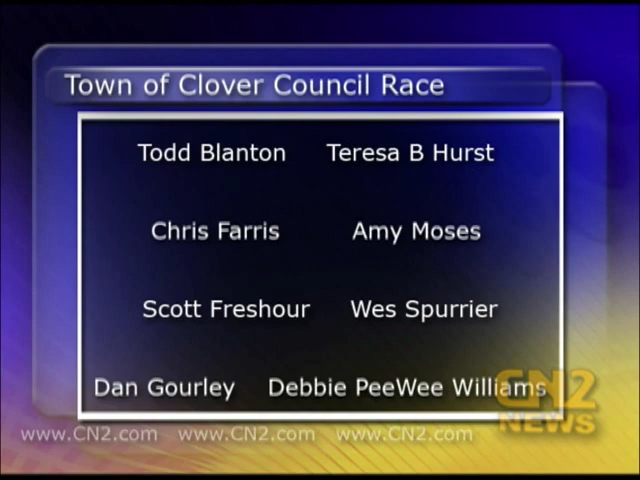 Town of Clover Council Race
Todd Blanton Teresa B Hurst
Chris Farris Amy Moses
Scott Freshour Wes Spurrier
Dan Gourley Debbie PeeWee Williams
CN2
NEWS
www.CN2.com www.CN2.com www.CN2.com